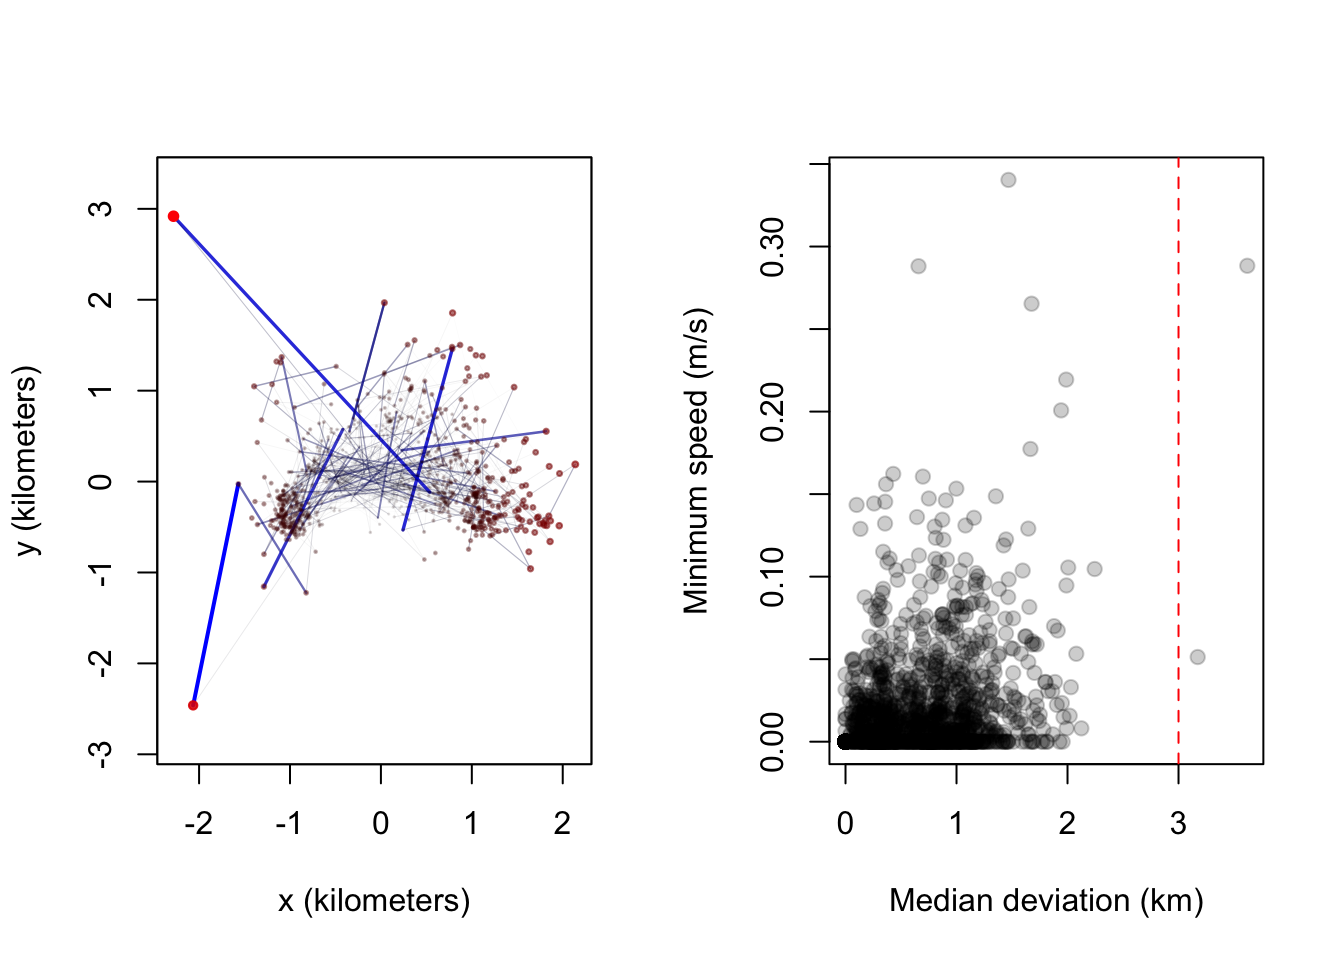 y (kilometers)
3
2
1
0
-1
-2
-3
-2 -1 0 1 2
x (kilometers)
Minimum speed (m/s)
0.30
0.20
0.10
0.00
0 1 2 3
Median deviation (km)